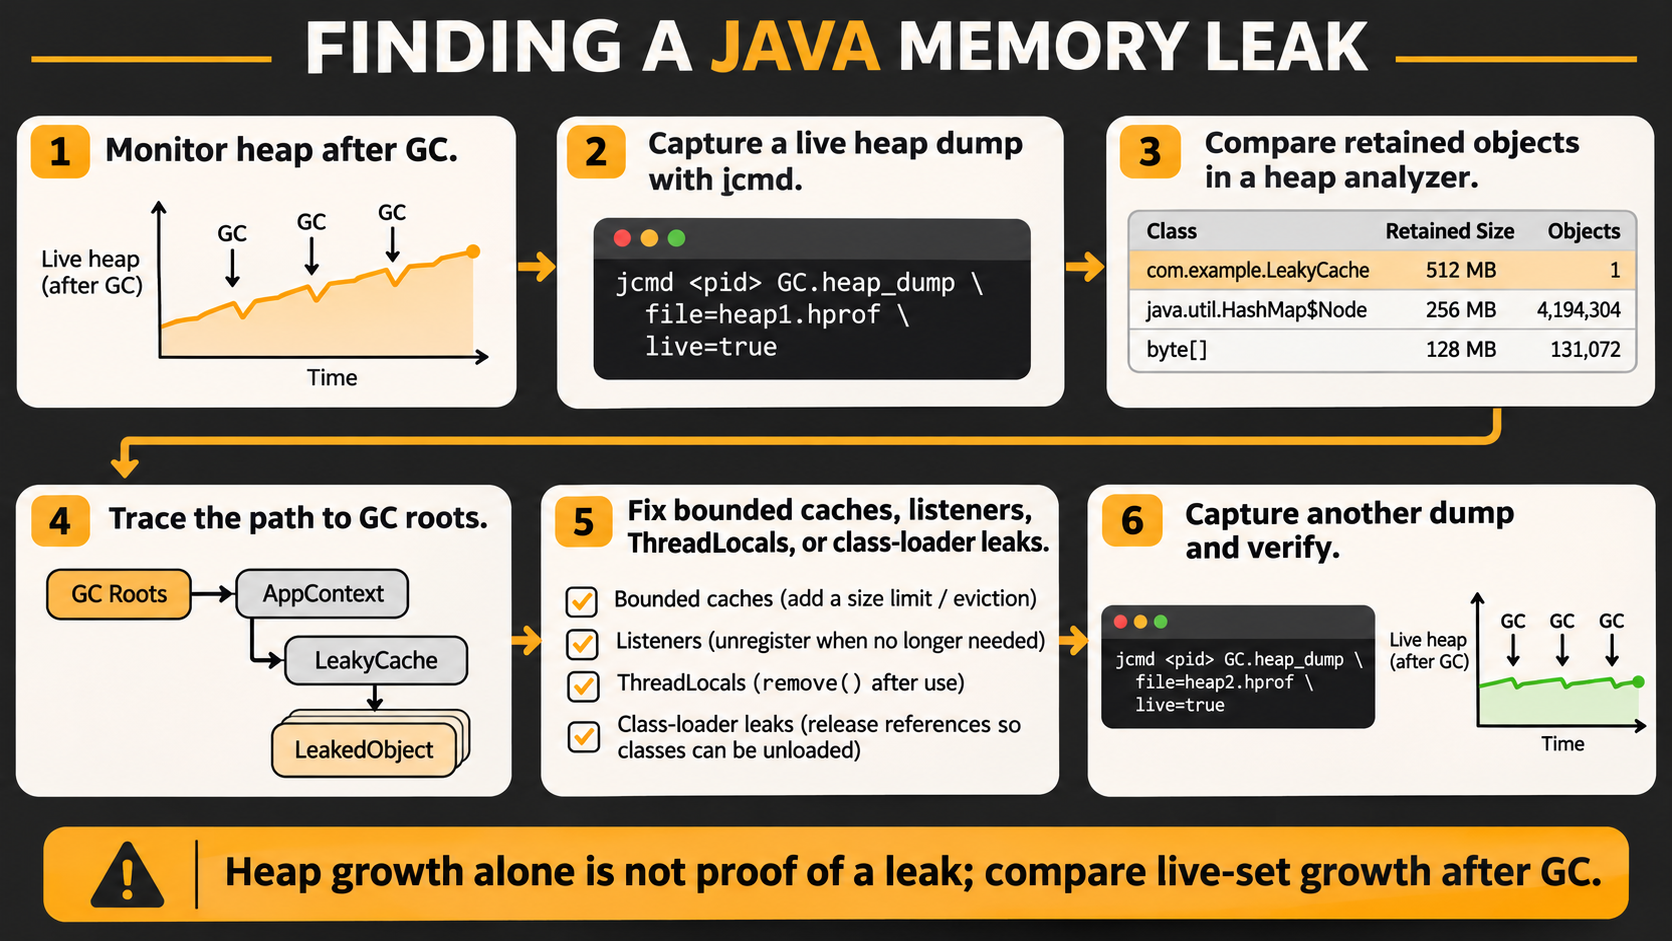 FINDING A JAVA MEMORY LEAK
1
Monitor heap after GC.
GC
GC
GC
Live heap
(after GC)
Time
2
Capture a live heap dump
with jcmd.
jcmd <pid> GC.heap_dump \
file=heap1.hprof \
live=true
3
Compare retained objects
in a heap analyzer.
Class Retained Size Objects
com.example.LeakyCache 512 MB 1
java.util.HashMap$Node 256 MB 4,194,304
byte[] 128 MB 131,072
4
Trace the path to GC roots.
GC Roots
AppContext
LeakyCache
LeakedObject
5
Fix bounded caches, listeners,
ThreadLocals, or class-loader leaks.
Bounded caches (add a size limit / eviction)
Listeners (unregister when no longer needed)
ThreadLocals (remove() after use)
Class-loader leaks (release references so
classes can be unloaded)
6
Capture another dump
and verify.
jcmd <pid> GC.heap_dump \
file=heap2.hprof \
live=true
Live heap
(after GC)
GC GC GC
Time
Heap growth alone is not proof of a leak; compare live-set growth after GC.